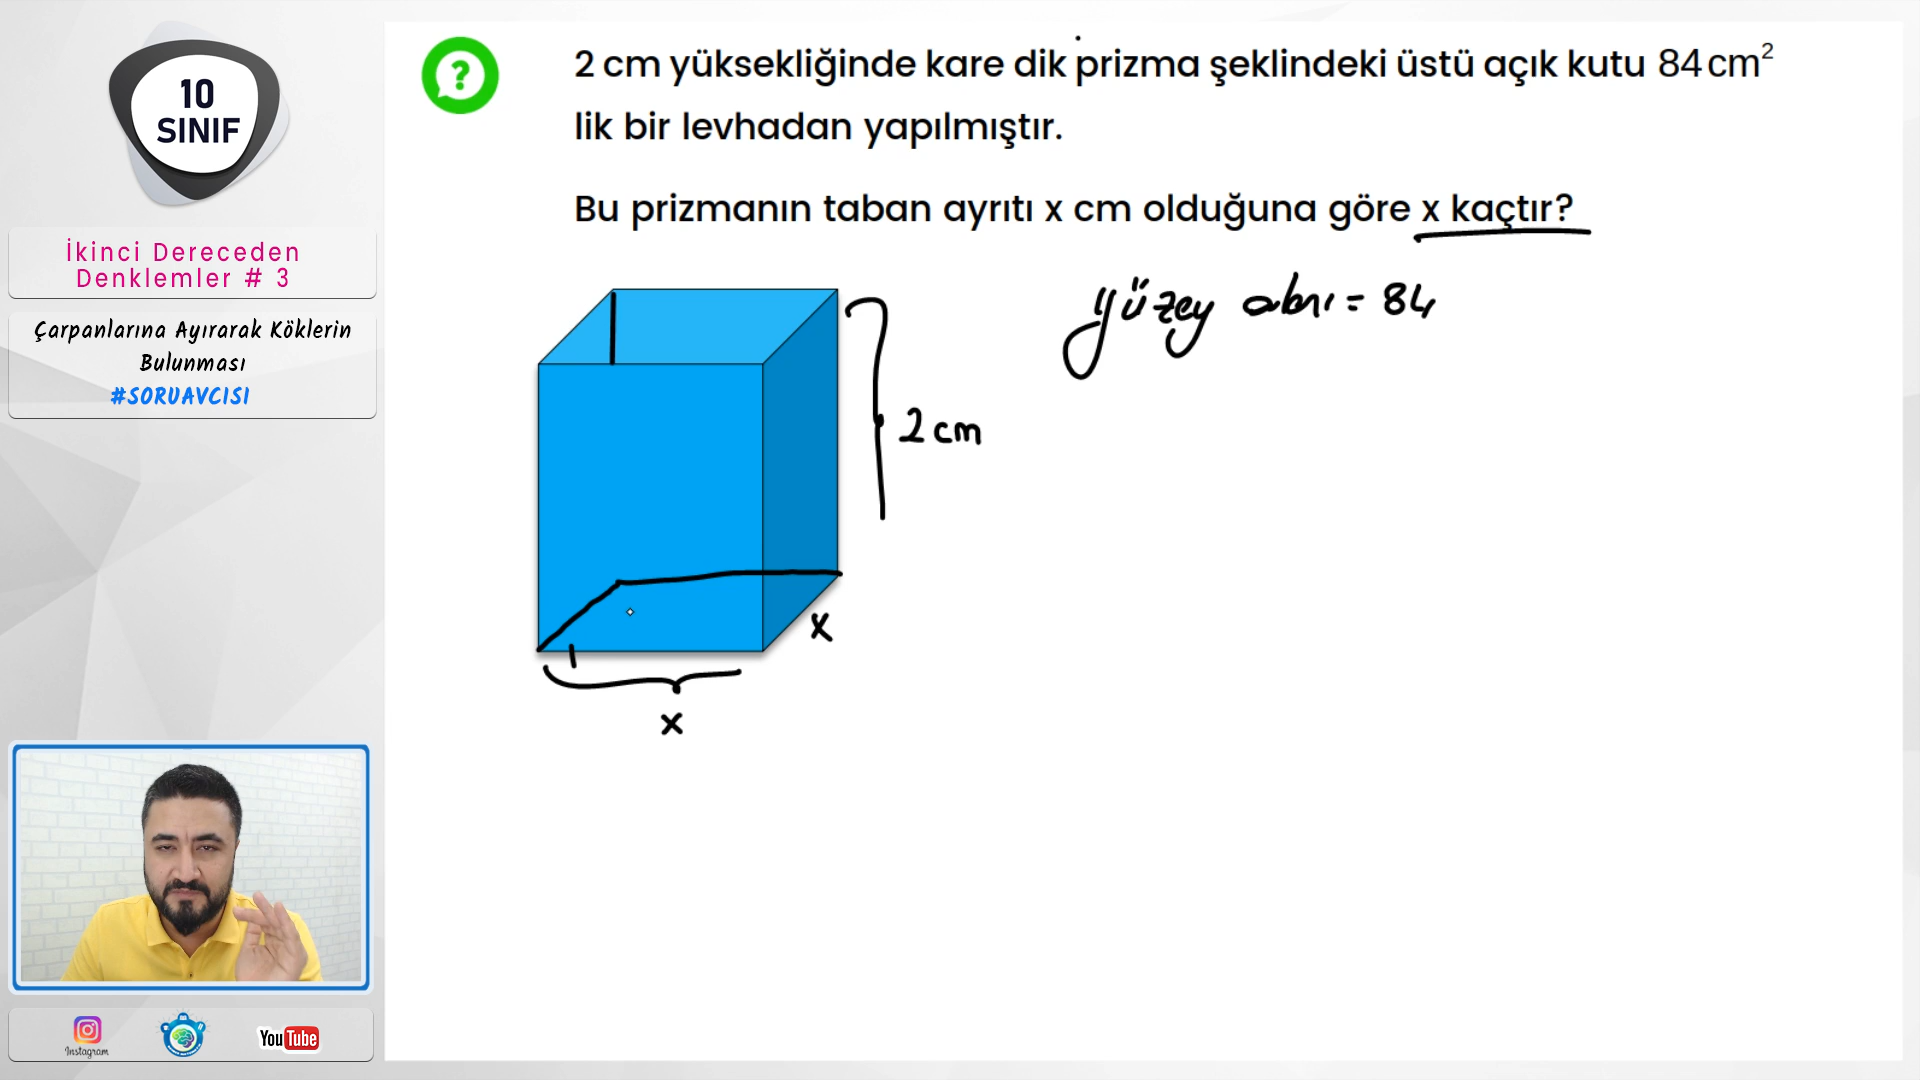 10
SINIF
İkinci Dereceden
Denklemler # 3
Çarpanlarına Ayırarak Köklerin
Bulunması
#SORUAVCISI
2 cm yüksekliğinde kare dik prizma şeklindeki üstü açık kutu 84 cm²
lik bir levhadan yapılmıştır.
Bu prizmanın taban ayrıtı x cm olduğuna göre x kaçtır?
yüzey alanı = 84
2 cm
x
x
Instagram
YouTube